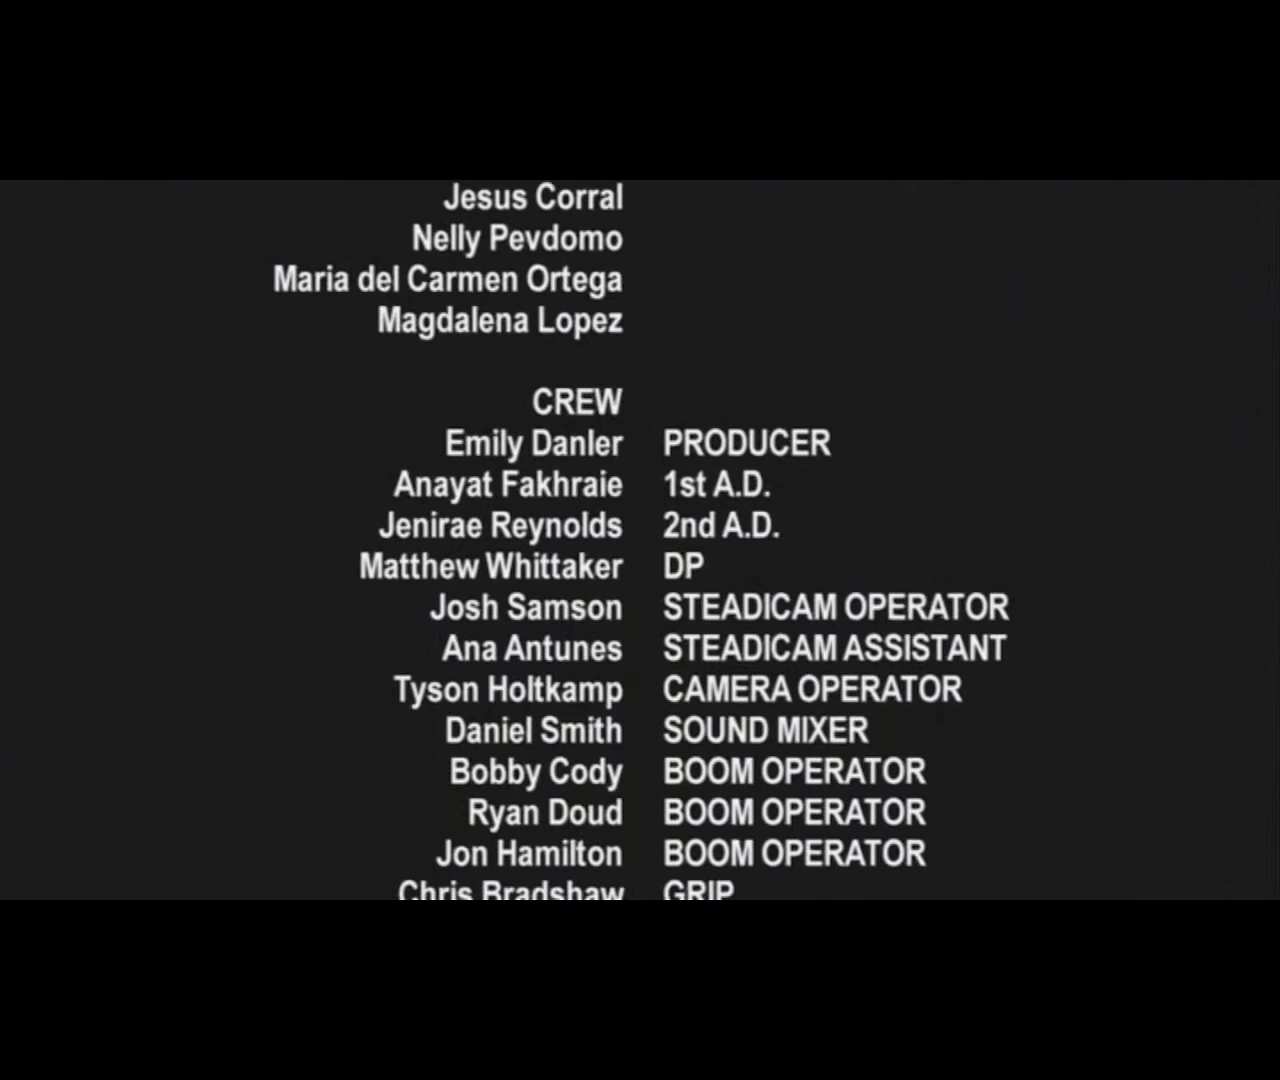 Jesus Corral
Nelly Pevdomo
Maria del Carmen Ortega
Magdalena Lopez
CREW
Emily Danler PRODUCER
Anayat Fakhraie 1st A.D.
Jenirae Reynolds 2nd A.D.
Matthew Whittaker DP
Josh Samson STEADICAM OPERATOR
Ana Antunes STEADICAM ASSISTANT
Tyson Holtkamp CAMERA OPERATOR
Daniel Smith SOUND MIXER
Bobby Cody BOOM OPERATOR
Ryan Doud BOOM OPERATOR
Jon Hamilton BOOM OPERATOR
Chris Bradshaw GRIP